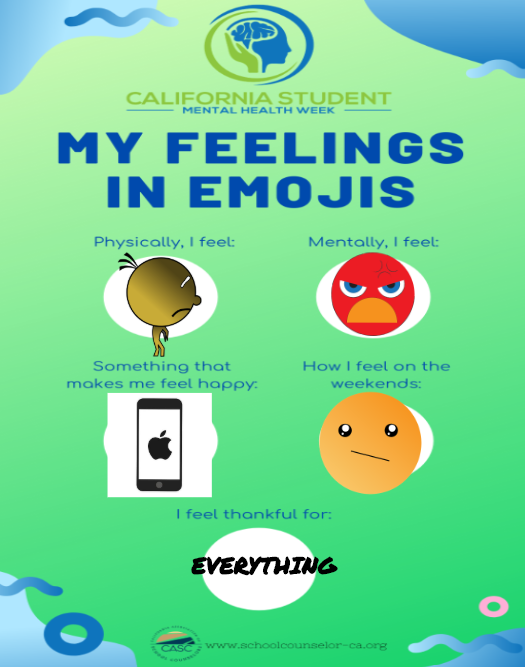 CALIFORNIA STUDENT
MENTAL HEALTH WEEK
MY FEELINGS
IN EMOJIS
Physically, I feel:
Mentally, I feel:
Something that
makes me feel happy:
How I feel on the
weekends:
I feel thankful for:
EVERYTHING
CASC
www.schoolcounselor-ca.org